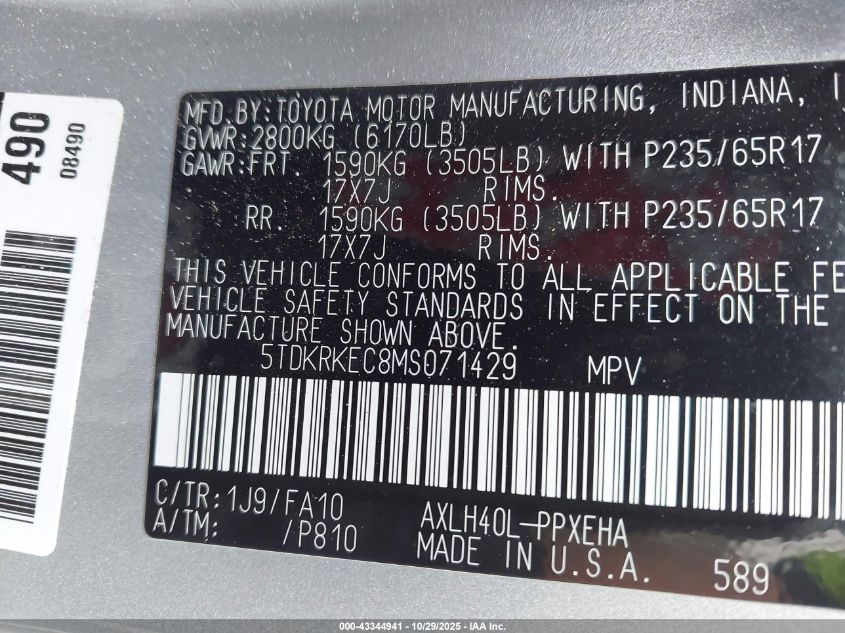 490
08490
MFD.BY:TOYOTA MOTOR MANUFACTURING, INDIANA,
GVWR:2800KG (6170LB)
GAWR:FRT. 1590KG (3505LB) WITH P235/65R17
17X7J RIMS.
RR. 1590KG (3505LB) WITH P235/65R17
17X7J RIMS.
THIS VEHICLE CONFORMS TO ALL APPLICABLE FE
VEHICLE SAFETY STANDARDS IN EFFECT ON THE
MANUFACTURE SHOWN ABOVE.
5TDKRKEC8MS071429 MPV
C/TR:1J9/FA10 AXLH40L-PPXEHA
A/TM: /P810 MADE IN U.S.A. 589
000-43344941 - 10/29/2025 - IAA Inc.